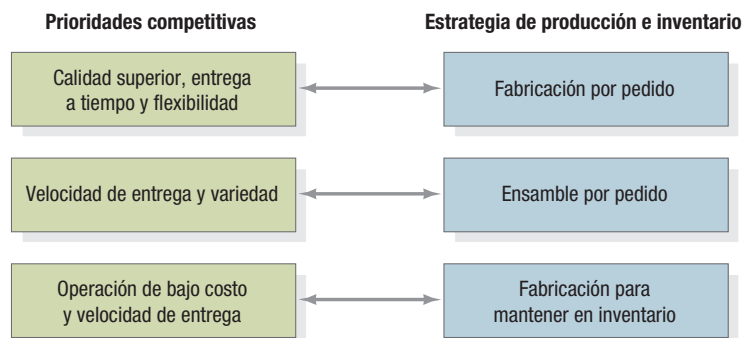 Prioridades competitivas
Estrategia de producción e inventario
Calidad superior, entrega
a tiempo y flexibilidad
Fabricación por pedido
Velocidad de entrega y variedad
Ensamble por pedido
Operación de bajo costo
y velocidad de entrega
Fabricación para
mantener en inventario